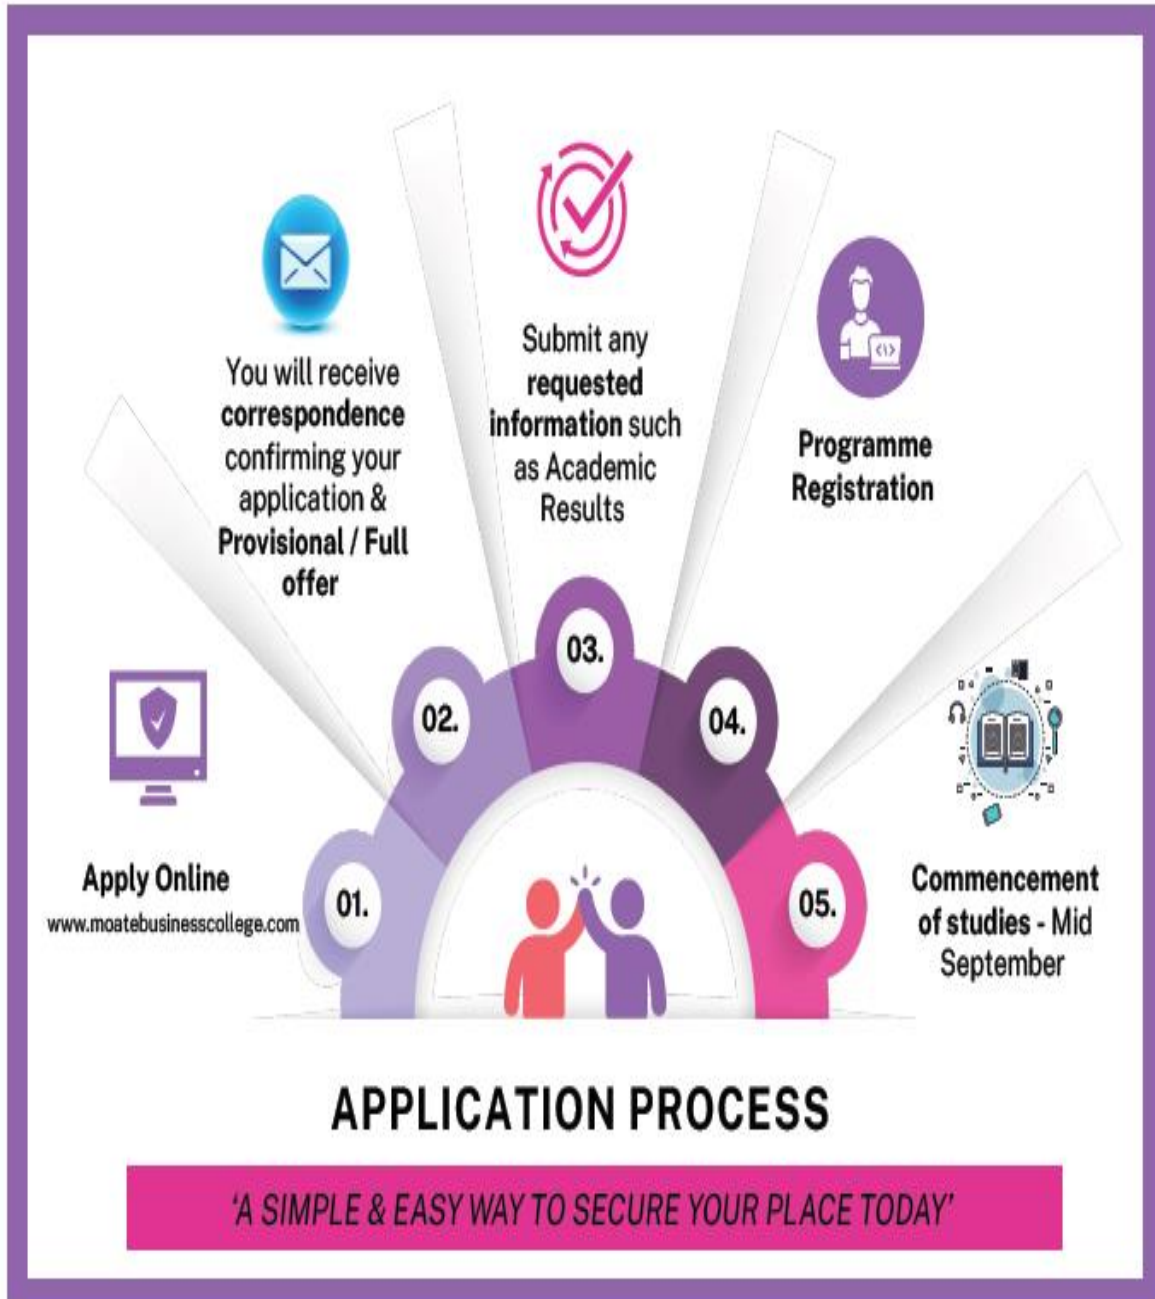 Apply Online
www.moatebusinesscollege.com
01.
You will receive
correspondence
confirming your
application &
Provisional / Full
offer
02.
Submit any
requested
information such
as Academic
Results
03.
Programme
Registration
04.
Commencement
of studies - Mid
September
05.
APPLICATION PROCESS
'A SIMPLE & EASY WAY TO SECURE YOUR PLACE TODAY'